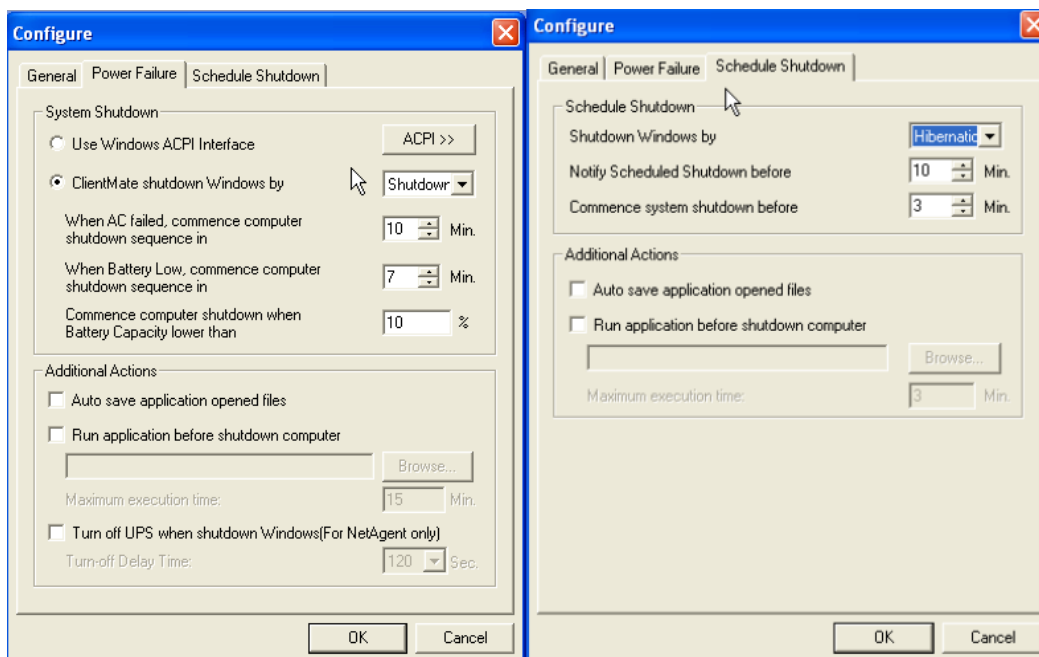 Configure
General
Power Failure
Schedule Shutdown
System Shutdown
Use Windows ACPI Interface
ACPI >>
ClientMate shutdown Windows by
Shutdowr
When AC failed, commence computer
shutdown sequence in
10
Min.
When Battery Low, commence computer
shutdown sequence in
7
Min.
Commence computer shutdown when
Battery Capacity lower than
10
%
Additional Actions
Auto save application opened files
Run application before shutdown computer
Browse...
Maximum execution time:
15
Min.
Turn off UPS when shutdown Windows(For NetAgent only)
Turn-off Delay Time:
120
Sec.
OK
Cancel
Configure
General
Power Failure
Schedule Shutdown
Schedule Shutdown
Shutdown Windows by
Hibernatic
Notify Scheduled Shutdown before
10
Min.
Commence system shutdown before
3
Min.
Additional Actions
Auto save application opened files
Run application before shutdown computer
Browse...
Maximum execution time:
3
Min.
OK
Cancel